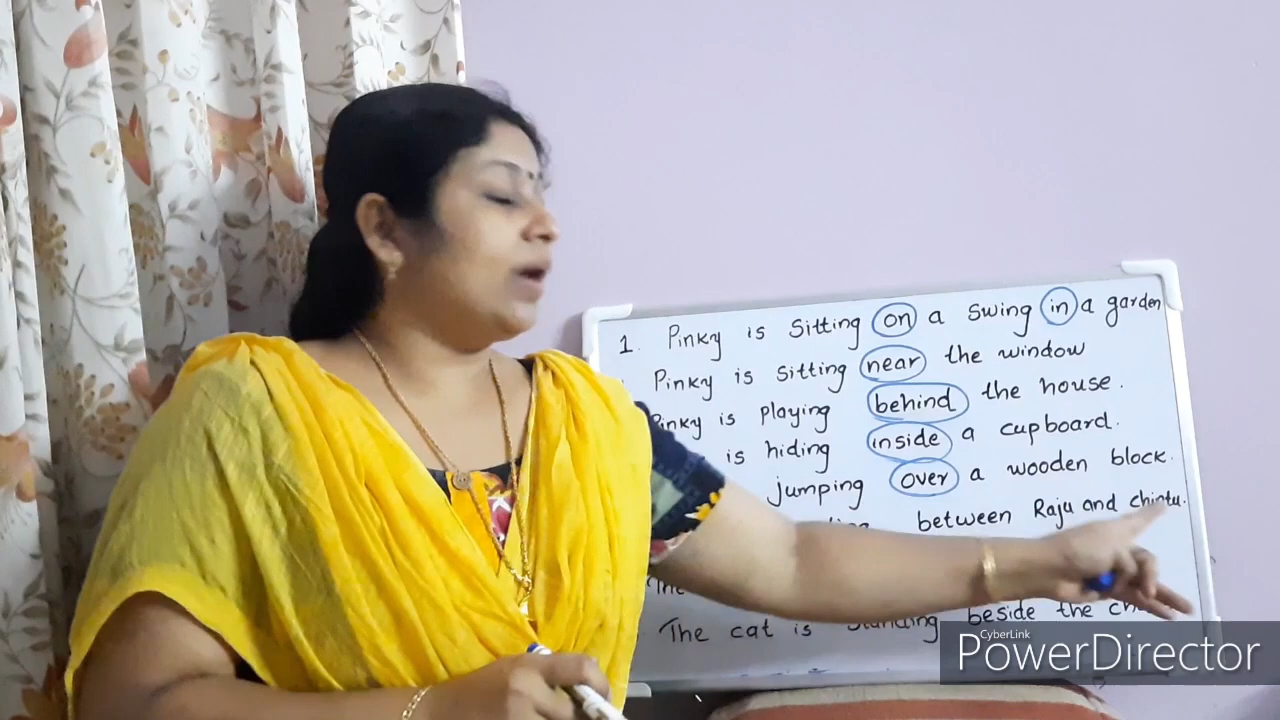 1. Pinky is Sitting on a swing in a garden
Pinky is sitting near the window
Pinky is playing behind the house.
is hiding inside a cupboard.
jumping over a wooden block.
between Raju and chintu.
The cat is standing beside the
CyberLink
PowerDirector